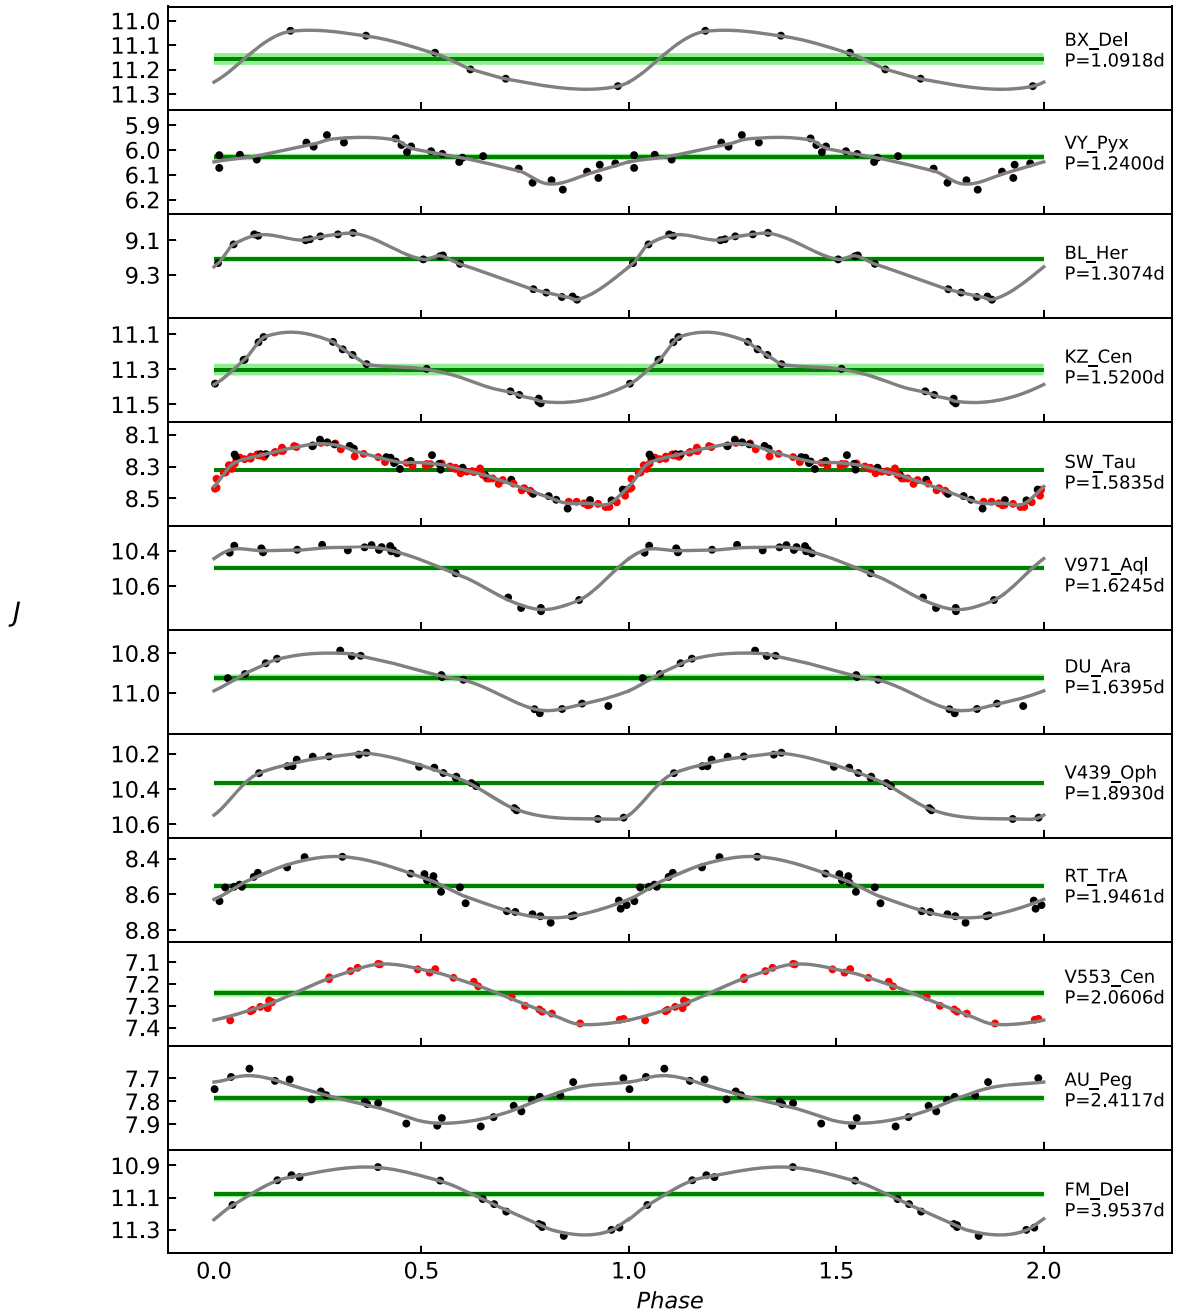 11.0
11.1
11.2
11.3
BX_Del
P=1.0918d
5.9
6.0
6.1
6.2
VY_Pyx
P=1.2400d
9.1
9.3
BL_Her
P=1.3074d
11.1
11.3
11.5
KZ_Cen
P=1.5200d
8.1
8.3
8.5
SW_Tau
P=1.5835d
10.4
10.6
V971_Aql
P=1.6245d
J
10.8
11.0
DU_Ara
P=1.6395d
10.2
10.4
10.6
V439_Oph
P=1.8930d
8.4
8.6
8.8
RT_TrA
P=1.9461d
7.1
7.2
7.3
7.4
V553_Cen
P=2.0606d
7.7
7.8
7.9
AU_Peg
P=2.4117d
10.9
11.1
11.3
FM_Del
P=3.9537d
0.0 0.5 1.0 1.5 2.0
Phase